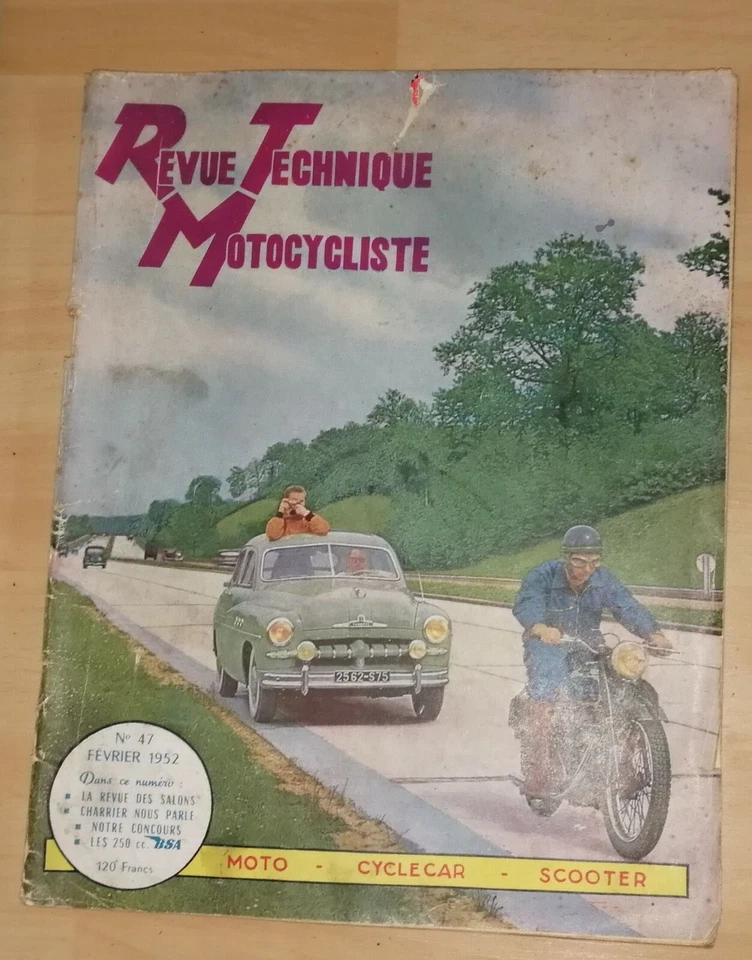 REVUE TECHNIQUE
MOTOCYCLISTE
2562-S75
No 47
FÉVRIER 1952
Dans ce numéro :
▪ LA REVUE DES SALONS
▪ CHARRIER NOUS PARLE
▪ NOTRE CONCOURS
▪ LES 250 cc. BSA
120 Francs
MOTO - CYCLECAR - SCOOTER